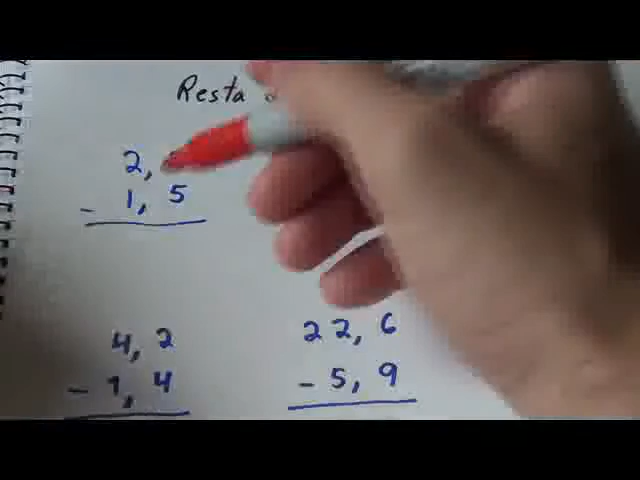 Resta
2,
- 1, 5
4, 2
- 1, 4
22, 6
- 5, 9